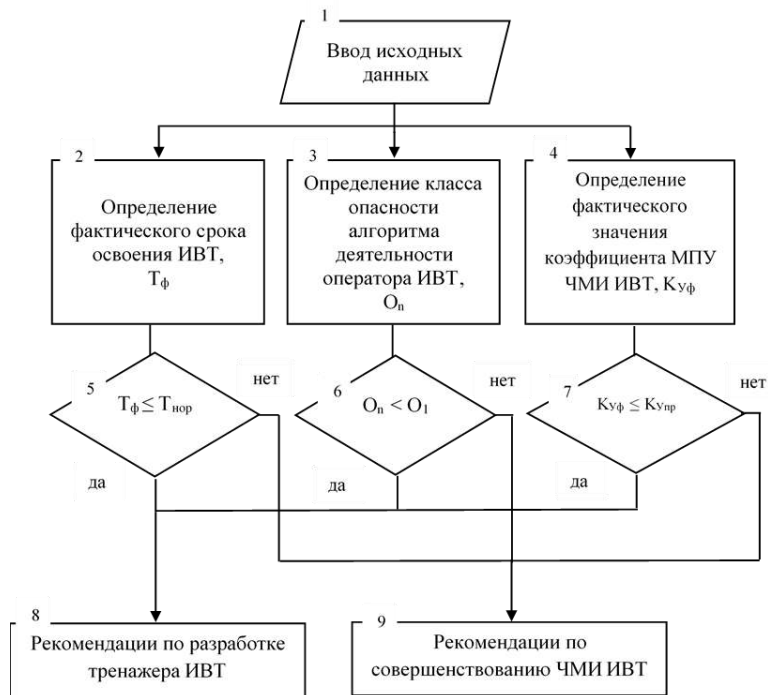 1
Ввод исходных
данных
2
Определение
фактического срока
освоения ИВТ,
Тф
3
Определение класса
опасности
алгоритма
деятельности
оператора ИВТ,
Оn
4
Определение
фактического
значения
коэффициента МПУ
ЧМИ ИВТ, КУф
5
Тф ≤ Тнор
нет
да
6
Оn < О1
нет
да
7
КУф ≤ КУпр
нет
да
8
Рекомендации по разработке
тренажера ИВТ
9
Рекомендации по
совершенствованию ЧМИ ИВТ